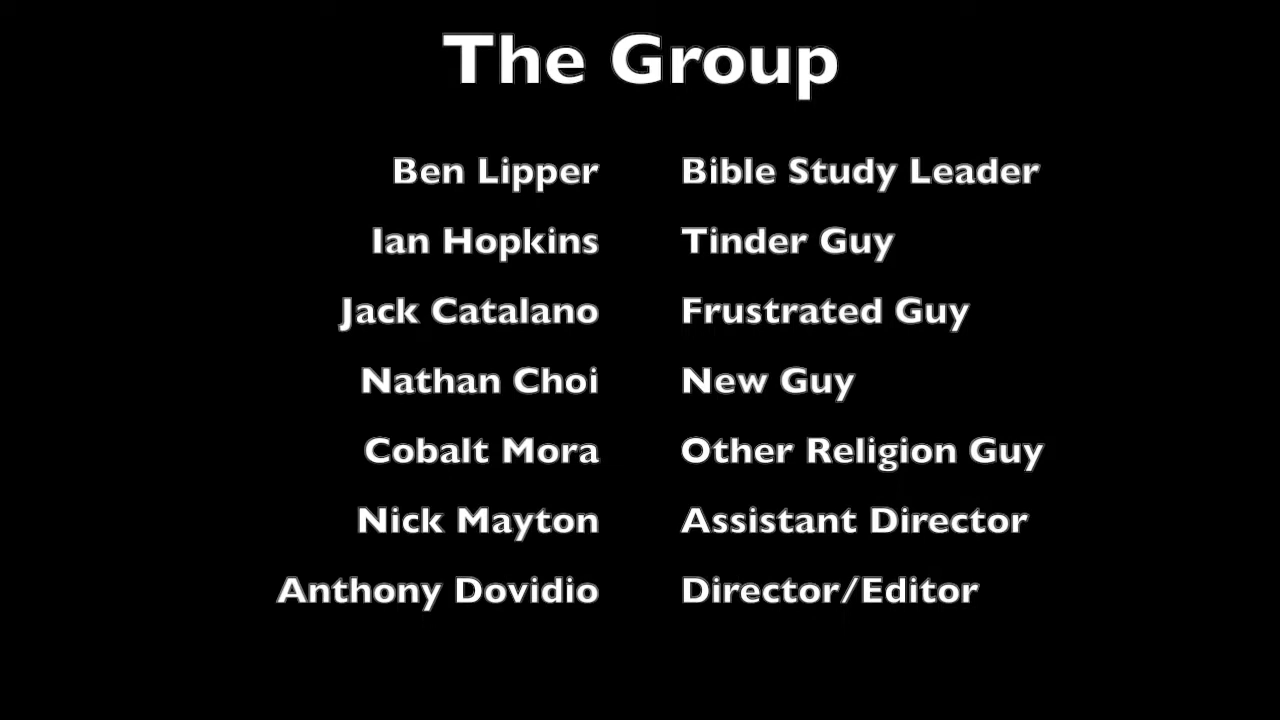 The Group
Ben Lipper Bible Study Leader
Ian Hopkins Tinder Guy
Jack Catalano Frustrated Guy
Nathan Choi New Guy
Cobalt Mora Other Religion Guy
Nick Mayton Assistant Director
Anthony Dovidio Director/Editor